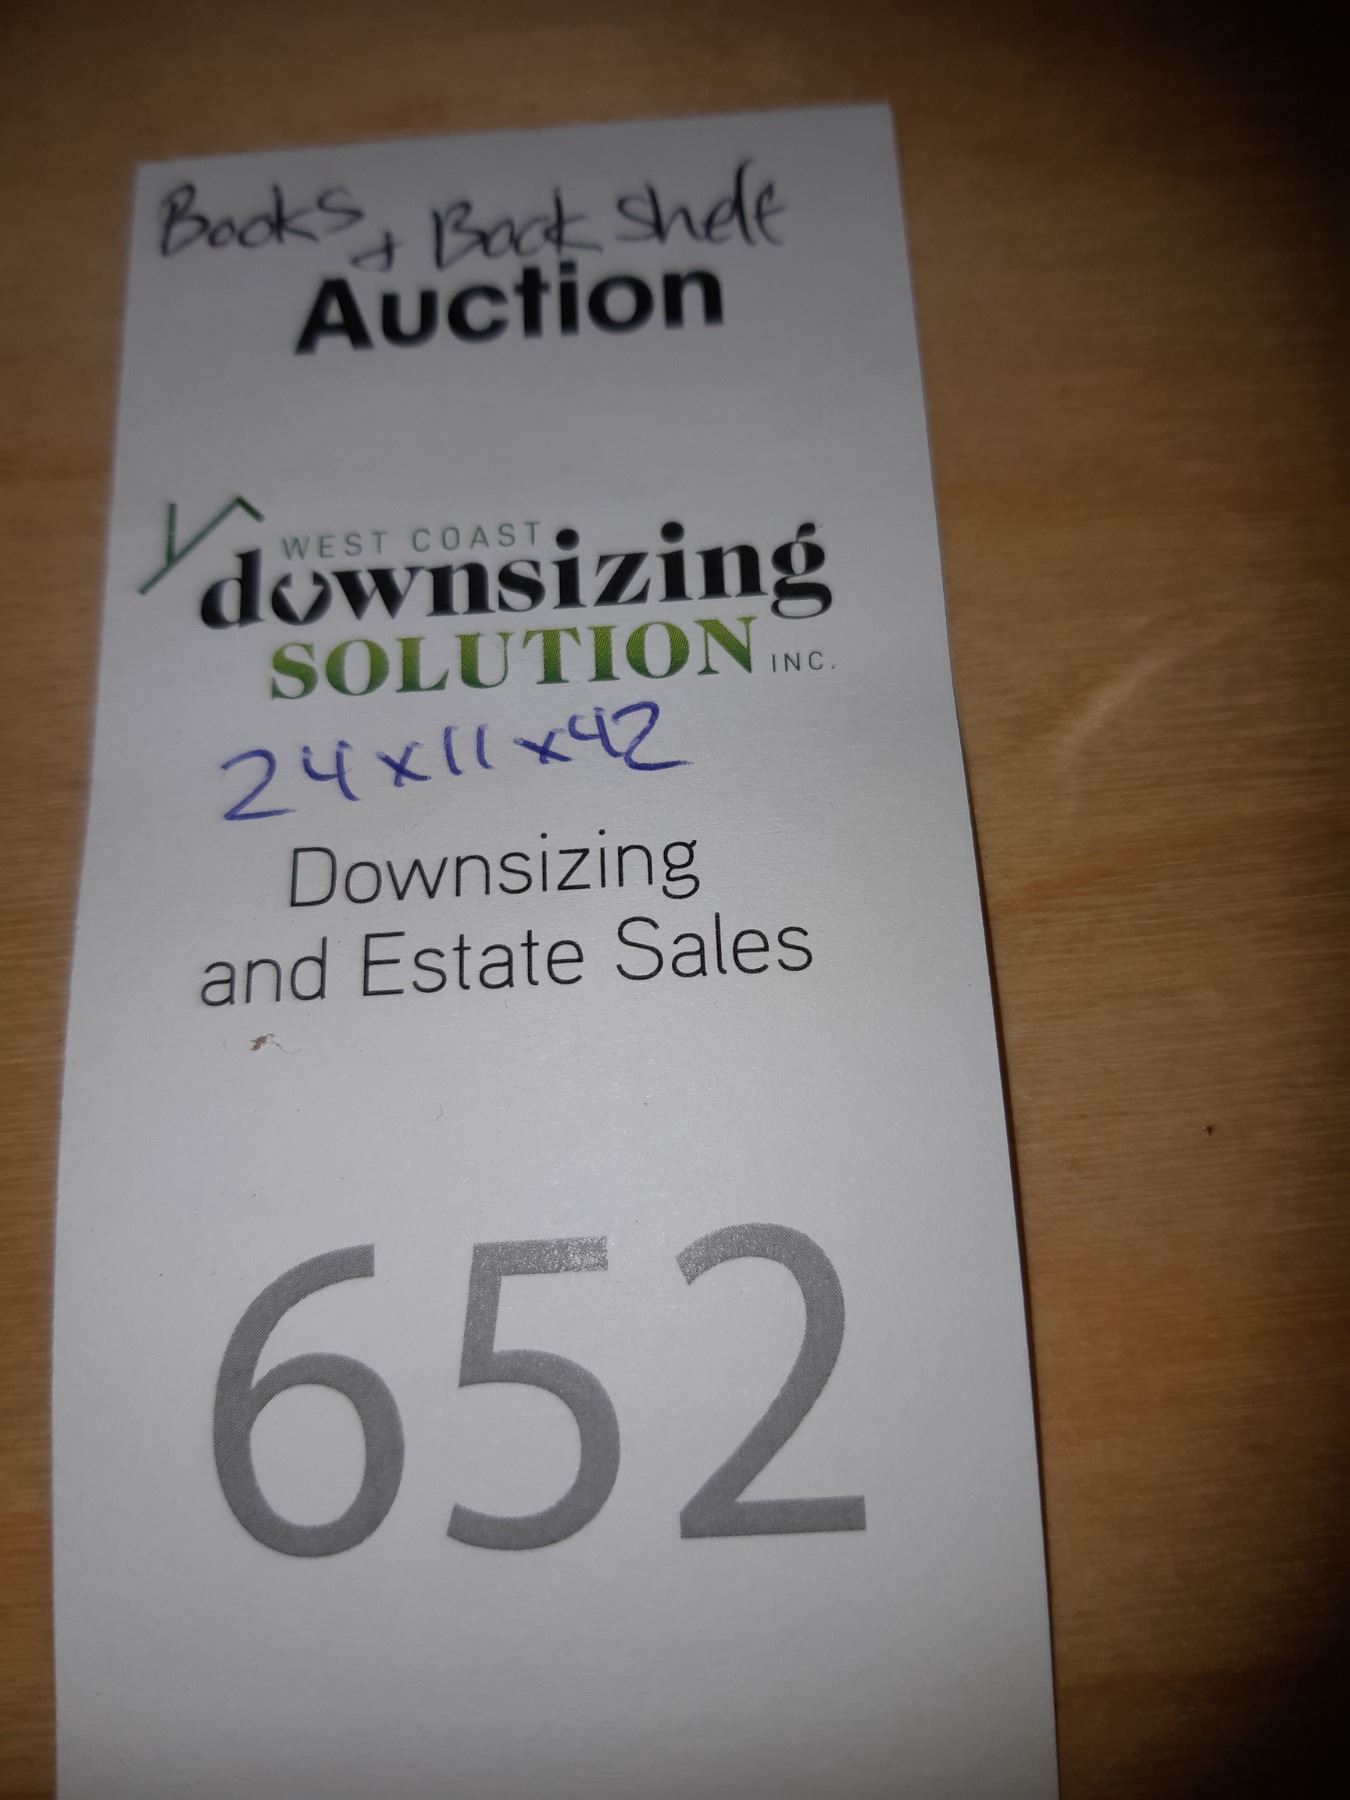 Books + Book Shelf
Auction
WEST COAST
downsizing
SOLUTION INC.
24x11x42
Downsizing
and Estate Sales
652